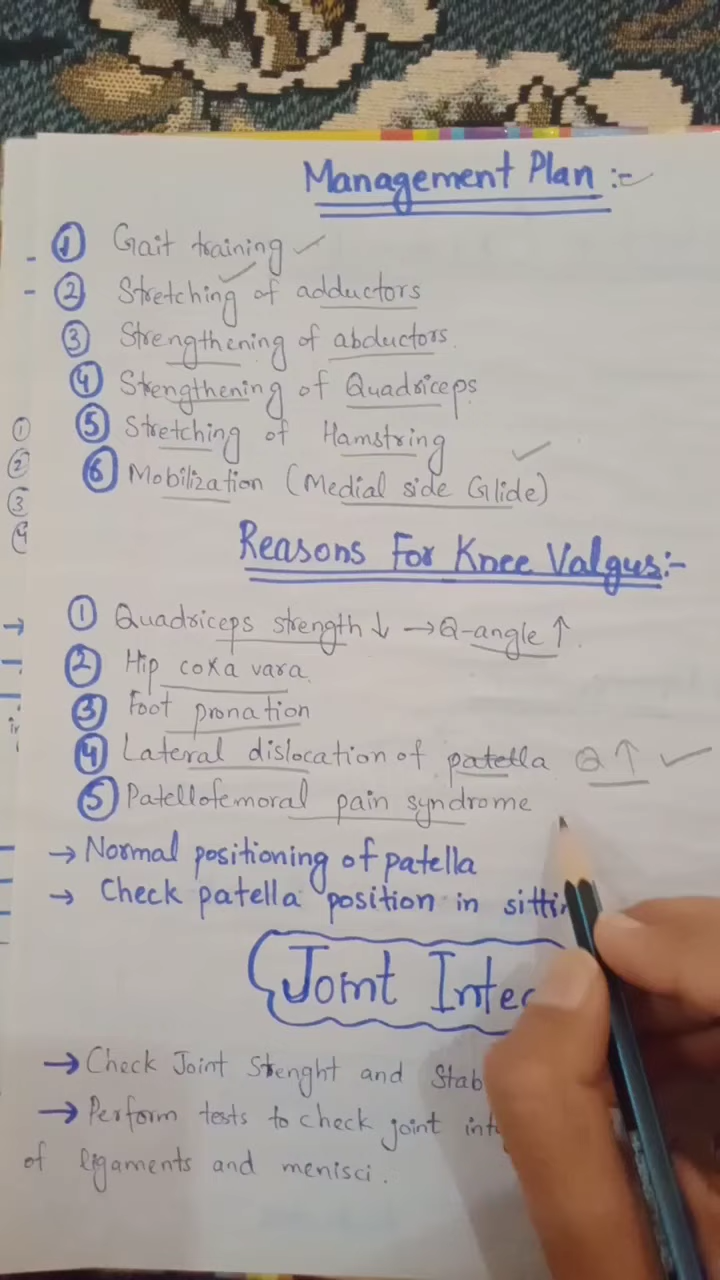 Management Plan :-
① Gait training
② Stretching of adductors
③ Strengthening of abductors.
④ Strengthening of Quadriceps
⑤ Stretching of Hamstring
⑥ Mobilization (Medial side Glide)
Reasons For Knee Valgus:-
① Quadriceps strength ↓ → Q-angle ↑.
② Hip coxa vara
③ Foot pronation
④ Lateral dislocation of patella Q ↑
⑤ Patellofemoral pain syndrome
→ Normal positioning of patella
→ Check patella position in
Joint
→ Check Joint Strenght and
→ Perform tests to check joint
of ligaments and menisci.